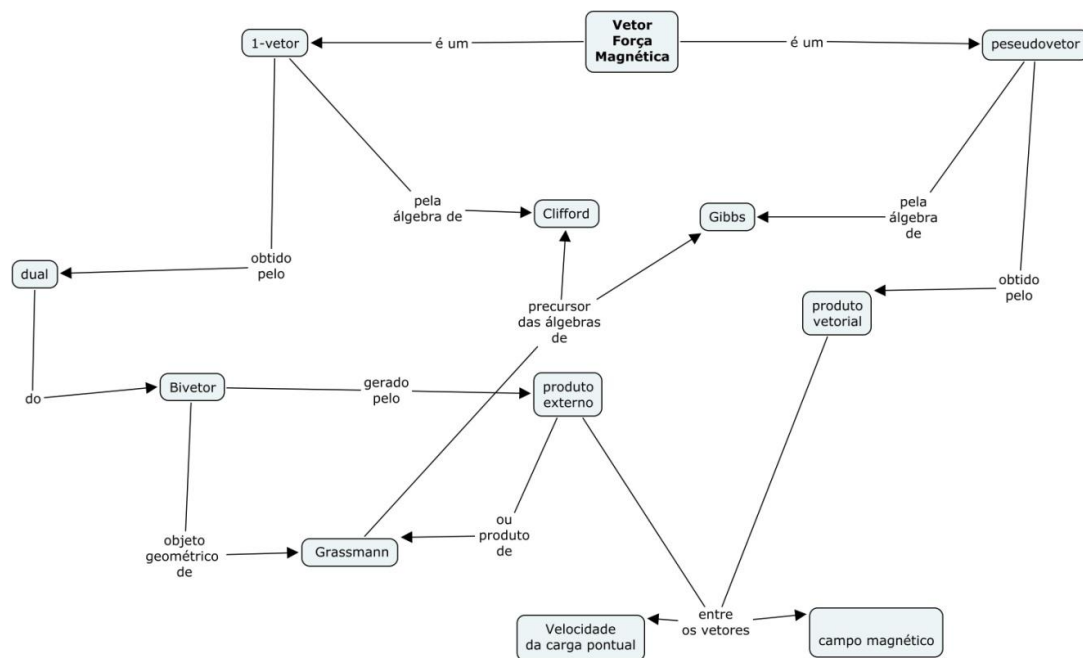 Vetor
Força
Magnética
1-vetor
é um
é um
peseudovetor
pela
álgebra de
Clifford
Gibbs
pela
álgebra
de
dual
obtido
pelo
precursor
das álgebras
de
produto
vetorial
obtido
pelo
do
Bivetor
gerado
pelo
produto
externo
objeto
geométrico
de
Grassmann
ou
produto
de
Velocidade
da carga pontual
entre
os vetores
campo magnético